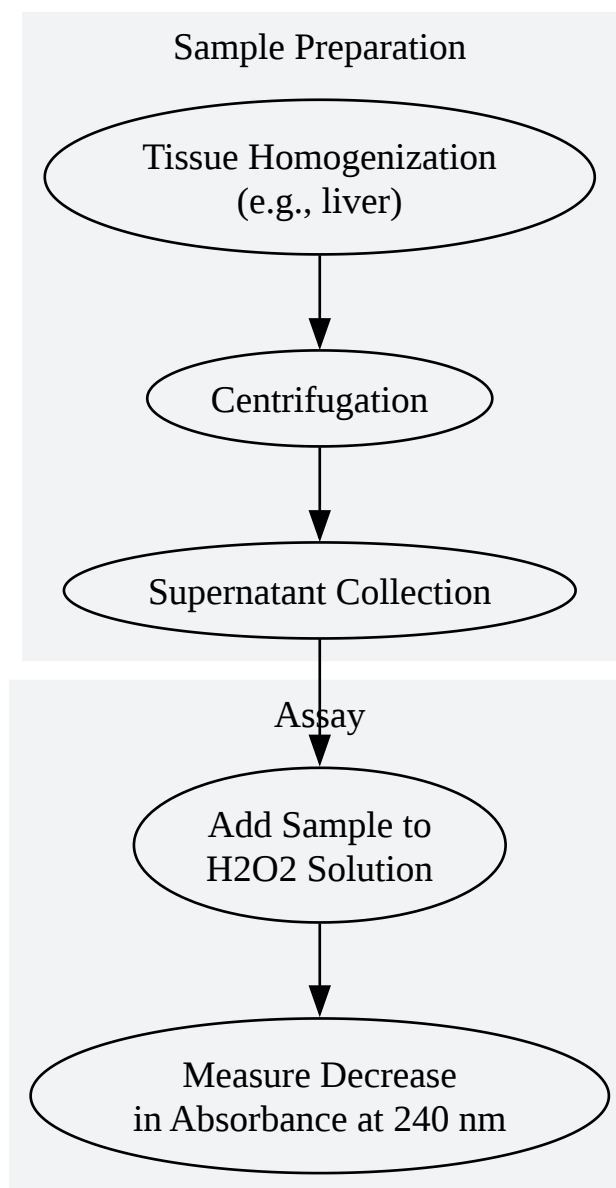 Sample Preparation
Tissue Homogenization
(e.g., liver)
Centrifugation
Supernatant Collection
Assay
Add Sample to
H2O2 Solution
Measure Decrease
in Absorbance at 240 nm